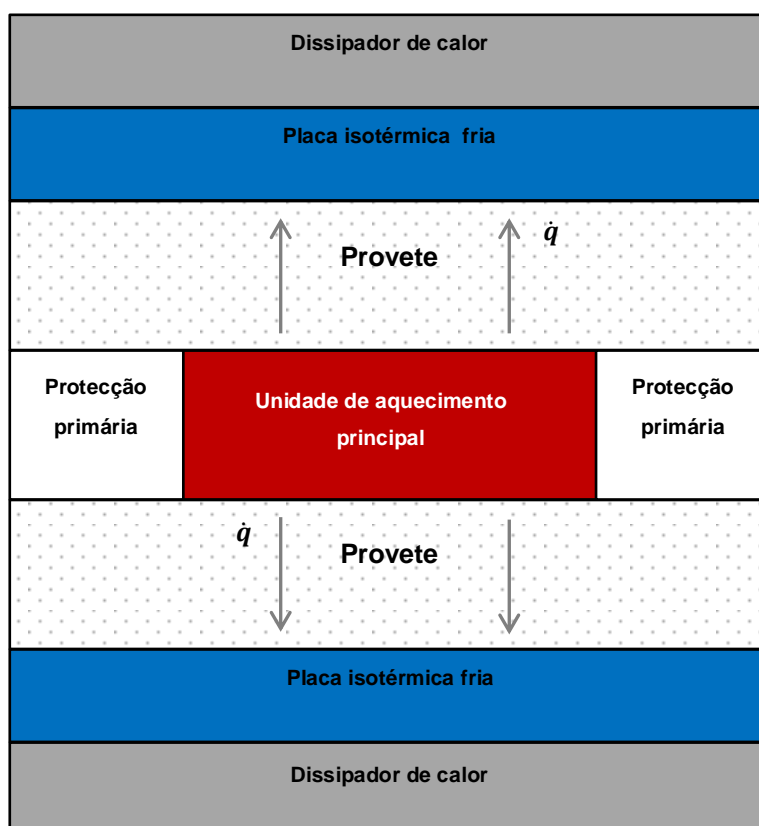 Dissipador de calor
Placa isotérmica fria
q̇
Provete
Protecção
primária
Unidade de aquecimento
principal
Protecção
primária
q̇
Provete
Placa isotérmica fria
Dissipador de calor